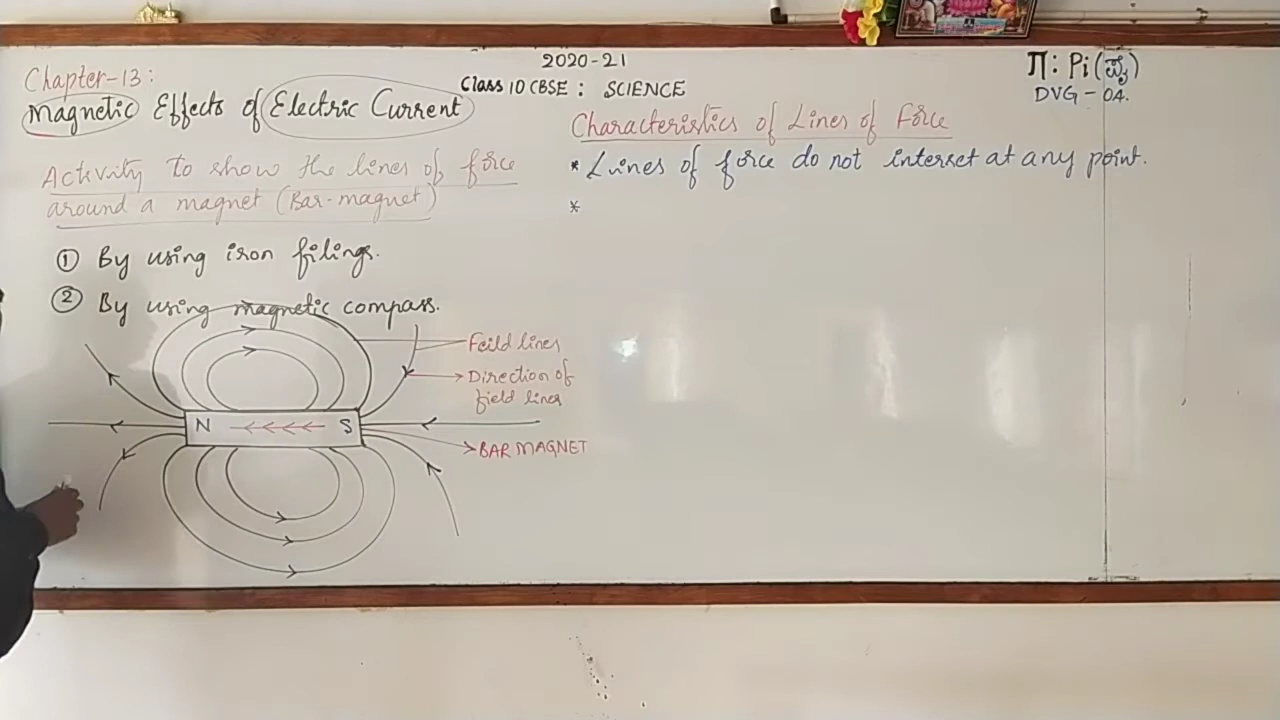 2020-21
Class 10 CBSE : SCIENCE
Π: Pi (ಪೈ)
DVG - 04.
Chapter-13:
Magnetic Effects of Electric Current
Activity to show the lines of force
around a magnet (Bar-magnet)
① By using iron filings.
② By using magnetic compass.
Feild lines
Direction of
field lines
N S
BAR MAGNET
Characteristics of Lines of Force
* Lines of force do not interset at any point.
*